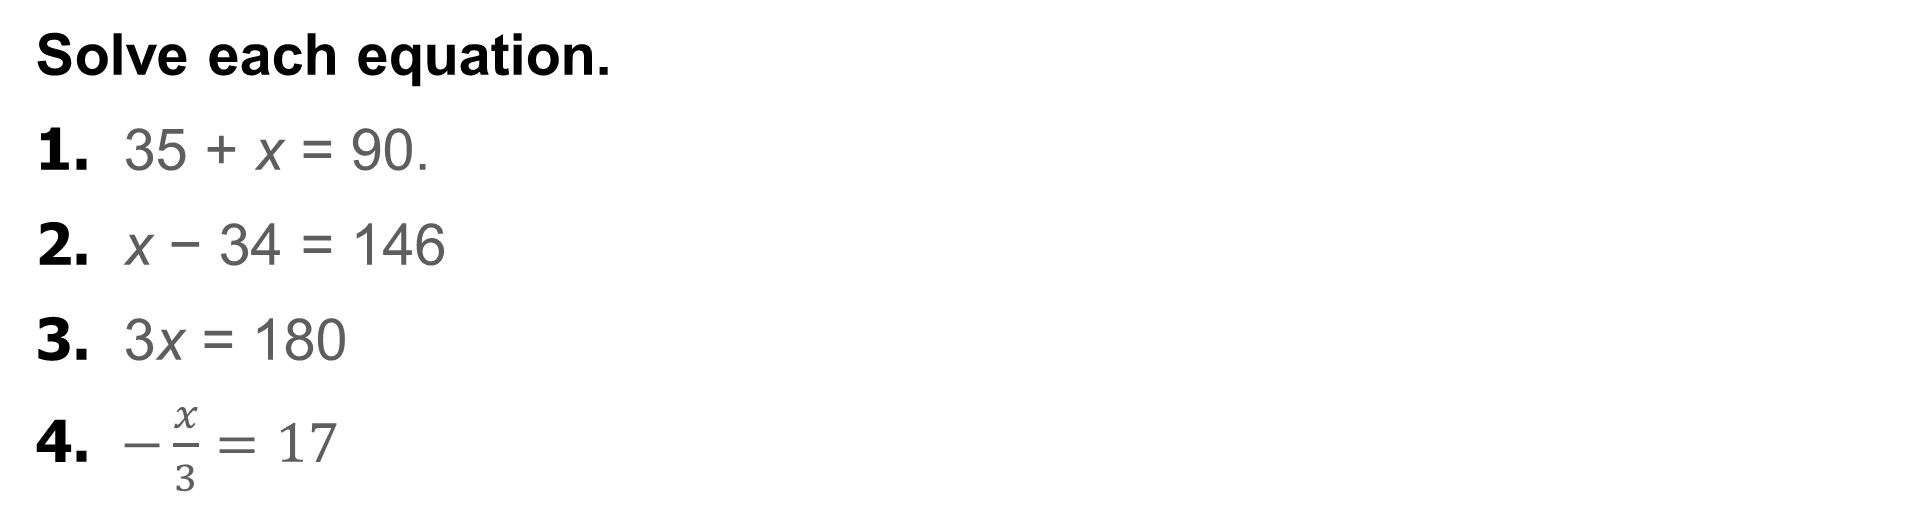 Solve each equation.
1. 35 + x = 90.
2. x − 34 = 146
3. 3x = 180
4. −x/3 = 17